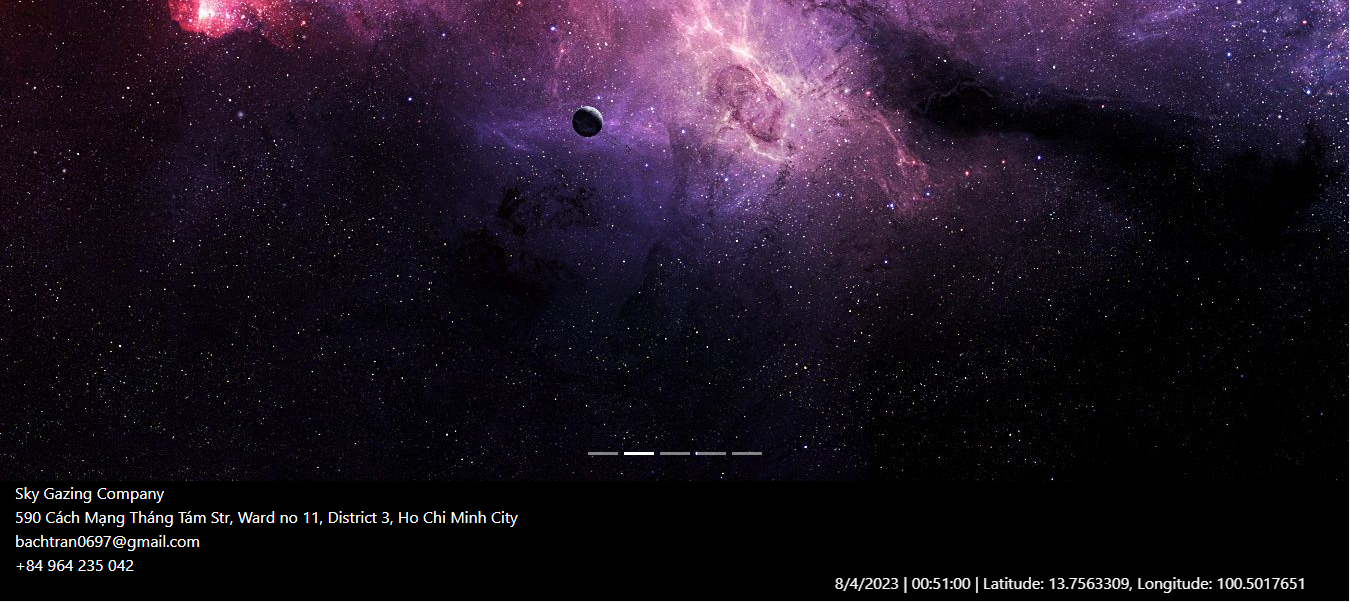 Sky Gazing Company
590 Cách Mạng Tháng Tám Str, Ward no 11, District 3, Ho Chi Minh City
bachtran0697@gmail.com
+84 964 235 042
8/4/2023 | 00:51:00 | Latitude: 13.7563309, Longitude: 100.5017651